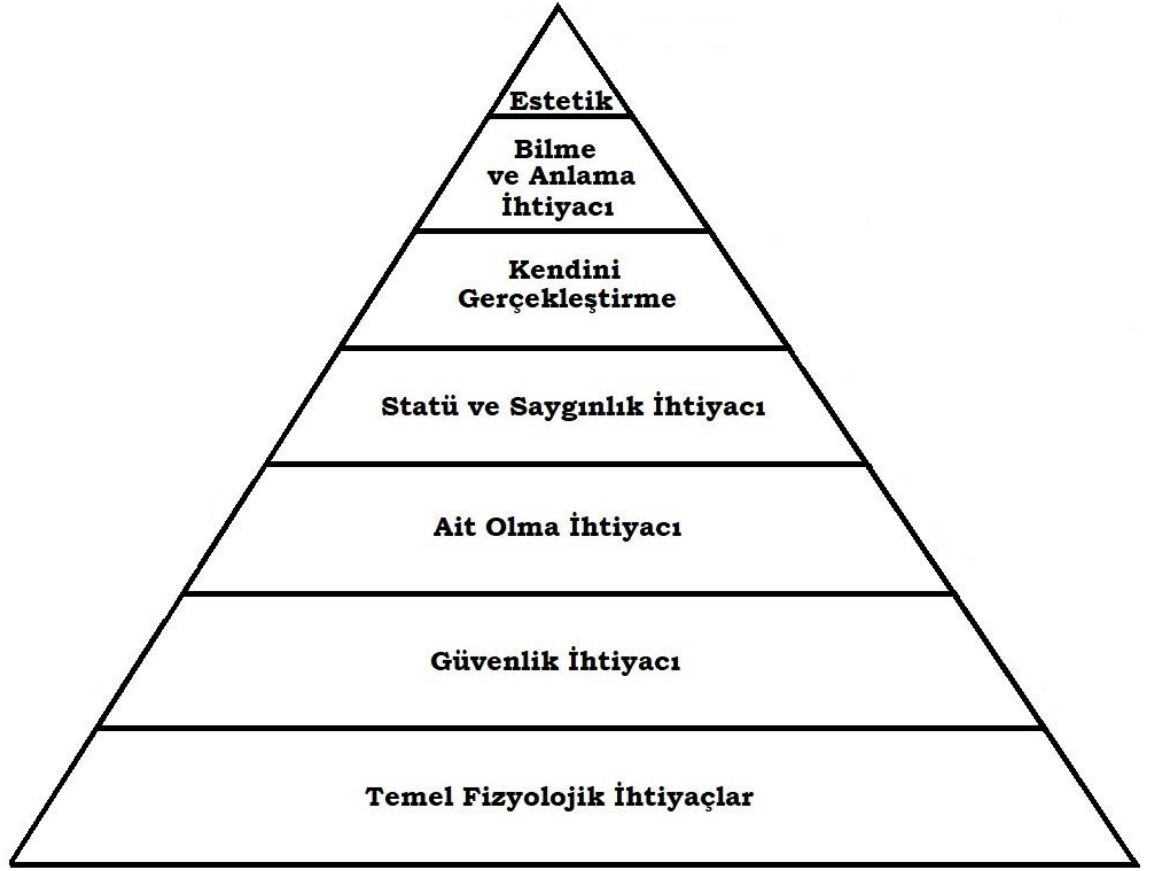 Estetik
Bilme
ve Anlama
İhtiyacı
Kendini
Gerçekleştirme
Statü ve Saygınlık İhtiyacı
Ait Olma İhtiyacı
Güvenlik İhtiyacı
Temel Fizyolojik İhtiyaçlar